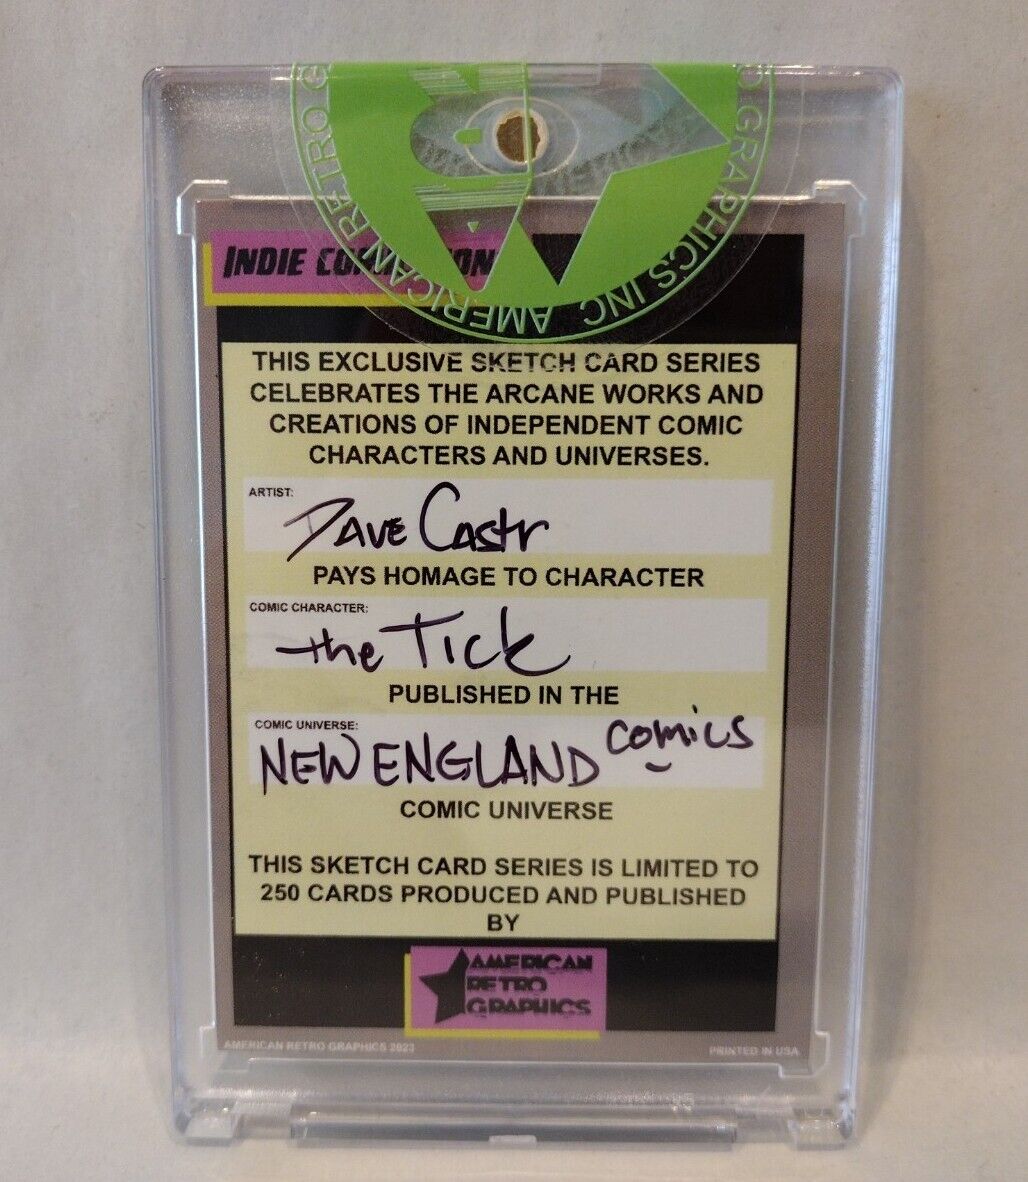 AMERICAN RETRO GRAPHICS INC.
INDIE
THIS EXCLUSIVE SKETCH CARD SERIES
CELEBRATES THE ARCANE WORKS AND
CREATIONS OF INDEPENDENT COMIC
CHARACTERS AND UNIVERSES.
ARTIST:
DAVE Castr
PAYS HOMAGE TO CHARACTER
COMIC CHARACTER:
the Tick
PUBLISHED IN THE
COMIC UNIVERSE:
NEW ENGLAND comics
COMIC UNIVERSE
THIS SKETCH CARD SERIES IS LIMITED TO
250 CARDS PRODUCED AND PUBLISHED
BY
AMERICAN
RETRO
GRAPHICS
AMERICAN RETRO GRAPHICS 2023
PRINTED IN USA